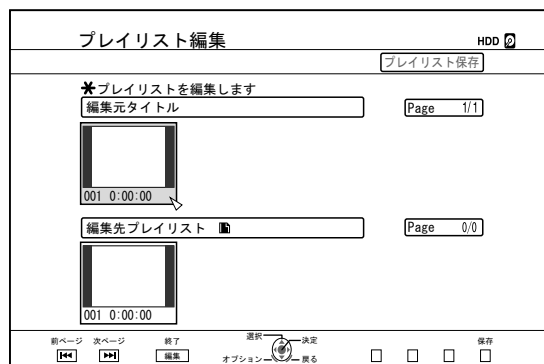 プレイリスト編集 HDD
プレイリスト保存
プレイリストを編集します
編集元タイトル Page 1/1
001 0:00:00
編集先プレイリスト Page 0/0
001 0:00:00
前ページ 次ページ 終了 選択 決定 保存
編集 オプション 戻る